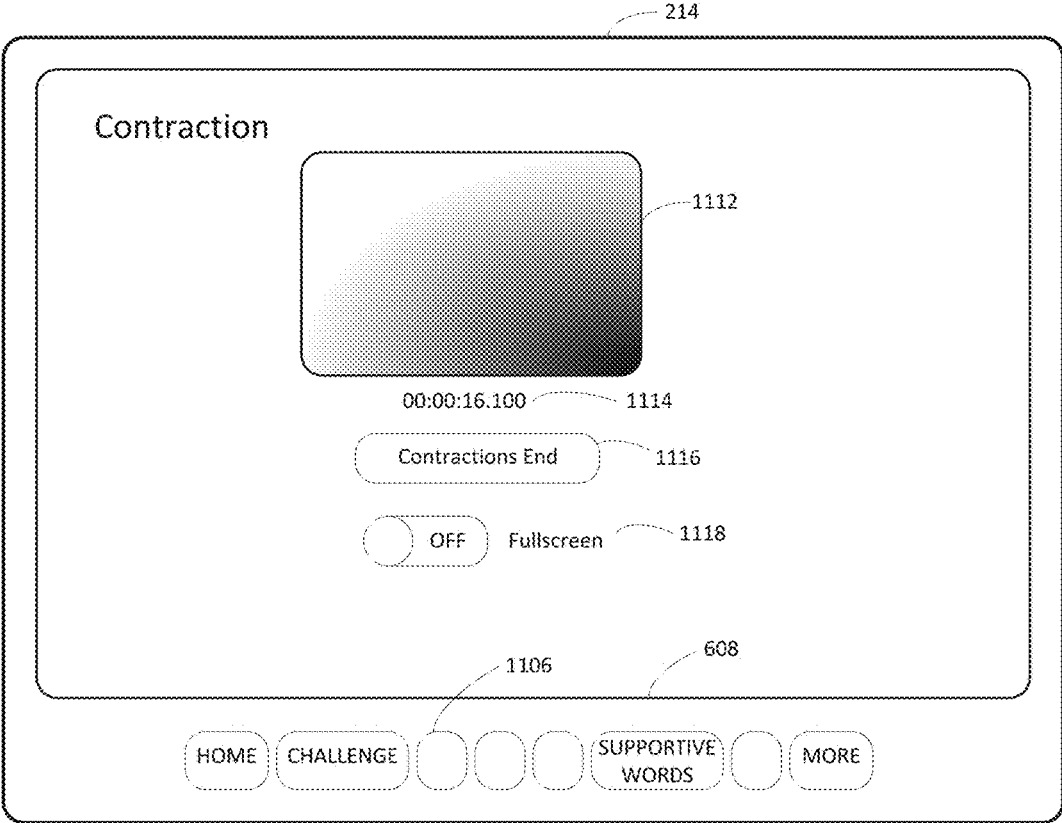 214
Contraction
1112
00:00:16.100 1114
Contractions End 1116
OFF Fullscreen 1118
608
1106
HOME CHALLENGE SUPPORTIVE WORDS MORE